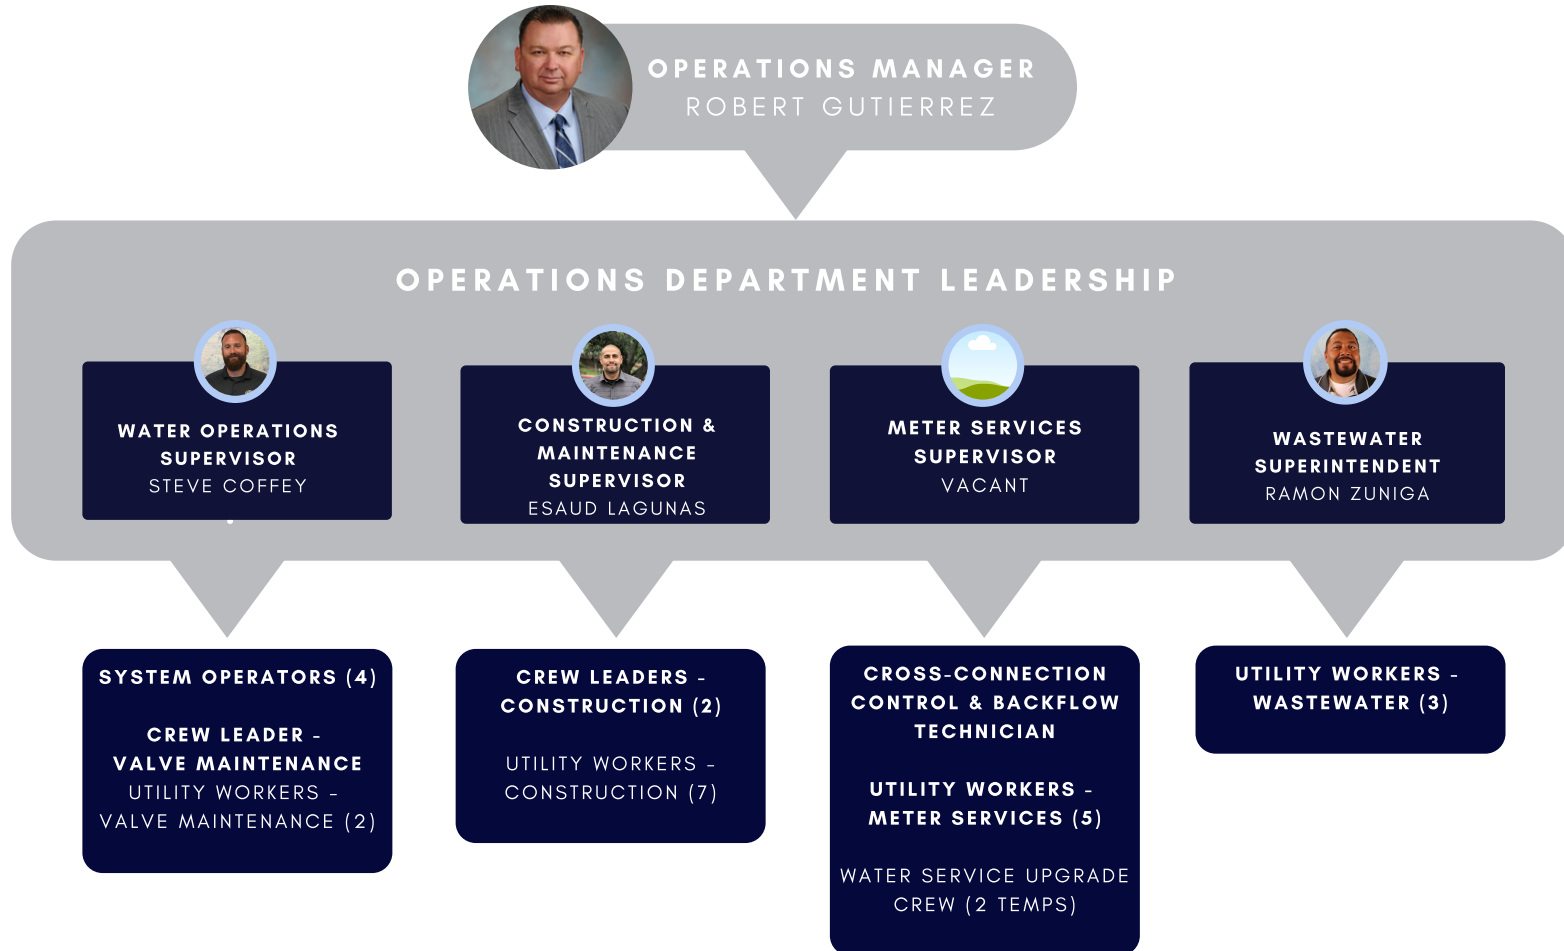 OPERATIONS MANAGER
ROBERT GUTIERREZ
OPERATIONS DEPARTMENT LEADERSHIP
WATER OPERATIONS
SUPERVISOR
STEVE COFFEY
CONSTRUCTION &
MAINTENANCE
SUPERVISOR
ESAUD LAGUNAS
METER SERVICES
SUPERVISOR
VACANT
WASTEWATER
SUPERINTENDENT
RAMON ZUNIGA
SYSTEM OPERATORS (4)
CREW LEADER -
VALVE MAINTENANCE
UTILITY WORKERS -
VALVE MAINTENANCE (2)
CREW LEADERS -
CONSTRUCTION (2)
UTILITY WORKERS -
CONSTRUCTION (7)
CROSS-CONNECTION
CONTROL & BACKFLOW
TECHNICIAN
UTILITY WORKERS -
METER SERVICES (5)
WATER SERVICE UPGRADE
CREW (2 TEMPS)
UTILITY WORKERS -
WASTEWATER (3)